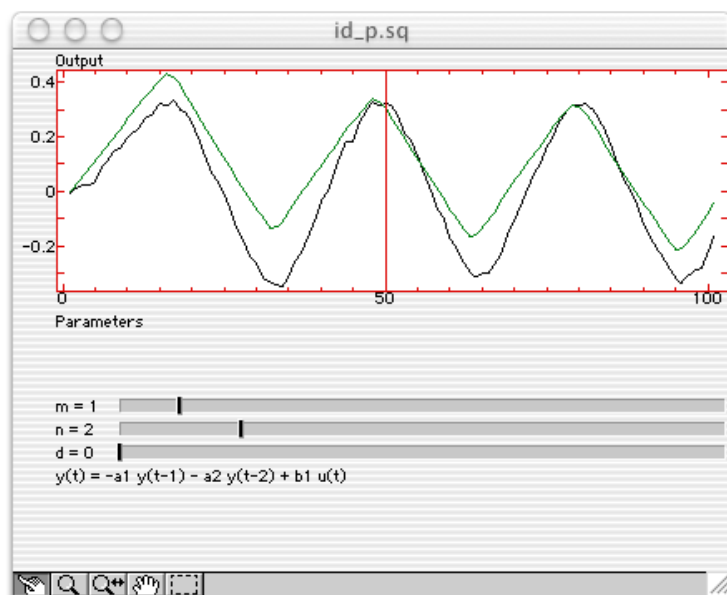 id_p.sq
Output
0.4
0.2
0
-0.2
0 50 100
Parameters
m = 1
n = 2
d = 0
y(t) = -a1 y(t-1) - a2 y(t-2) + b1 u(t)